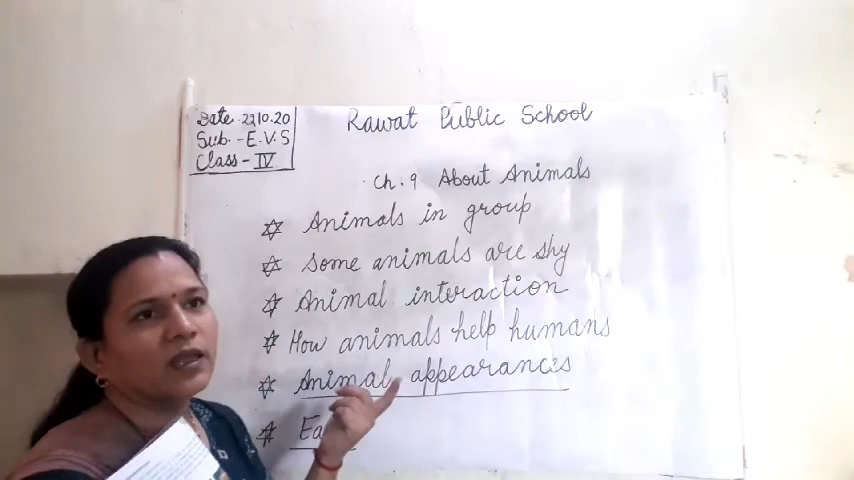 Date. 22.10.20
Sub. - E.V.S
Class - IV
Rawat Public School
Ch. 9 About Animals
Animals in group
Some animals are shy
Animal interaction
How animals help humans
Animal appearances